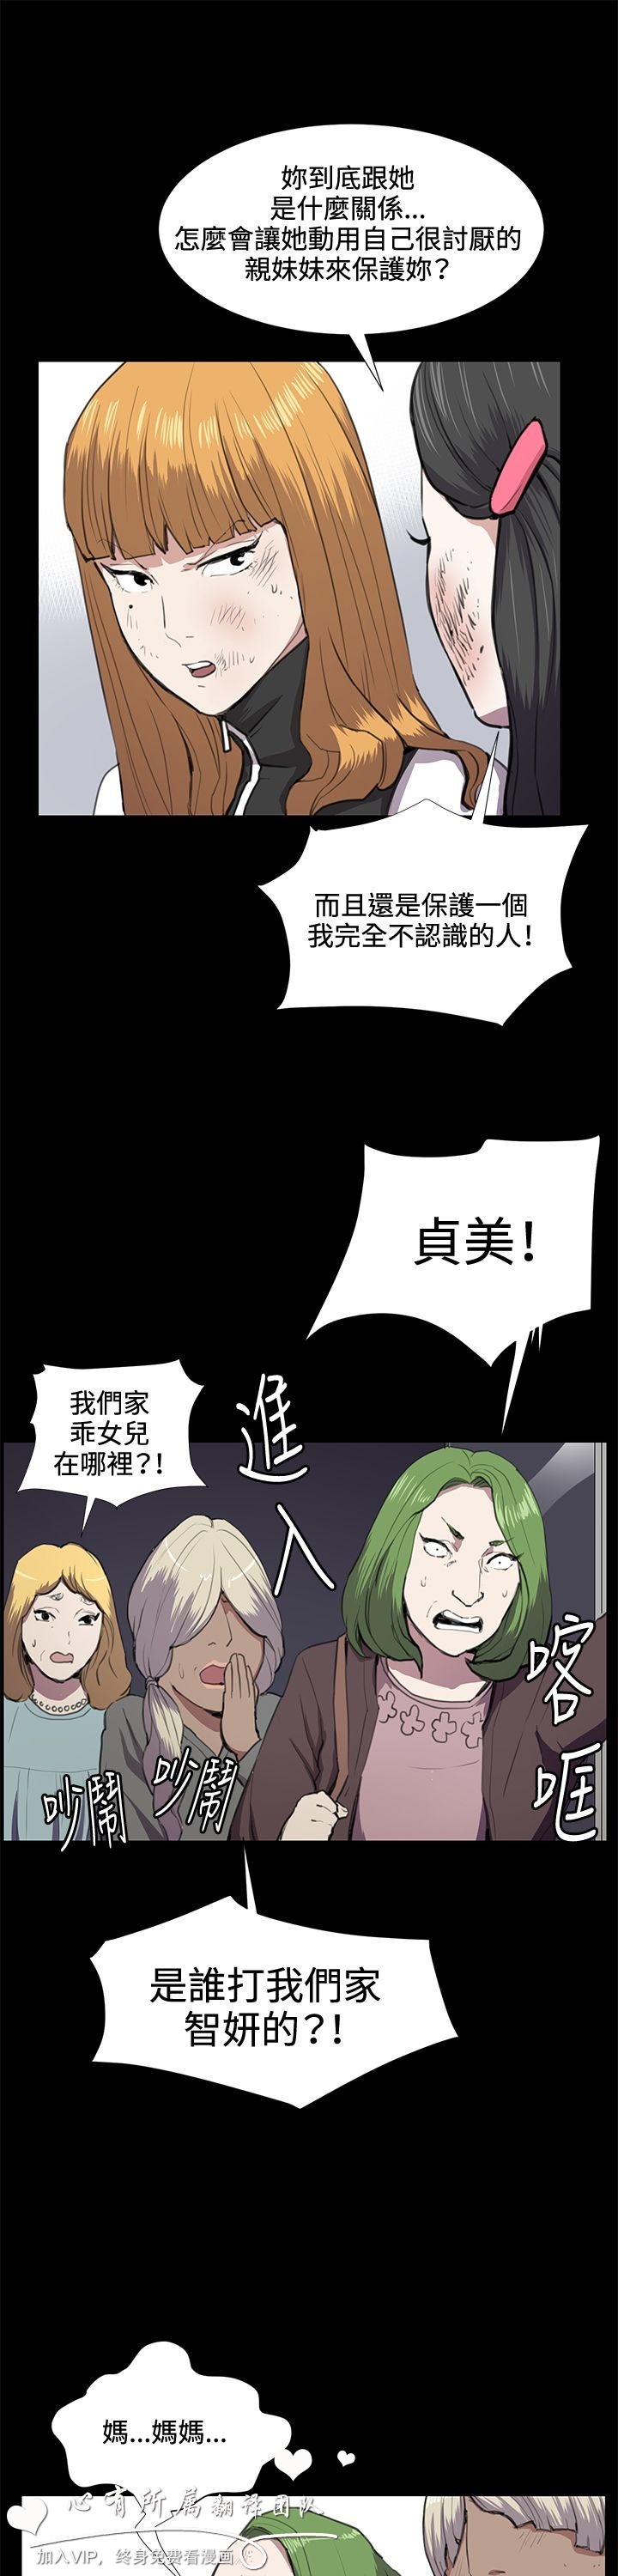 妳到底跟她
是什麼關係…
怎麼會讓她動用自己很討厭的
親妹妹來保護妳？
而且還是保護一個
我完全不認識的人！
貞美！
我們家
乖女兒
在哪裡？！
進入
喀哐
吵鬧
吵鬧
是誰打我們家
智妍的？！
媽…媽媽…
心有所属翻译团队
加入VIP，终身免费看漫画